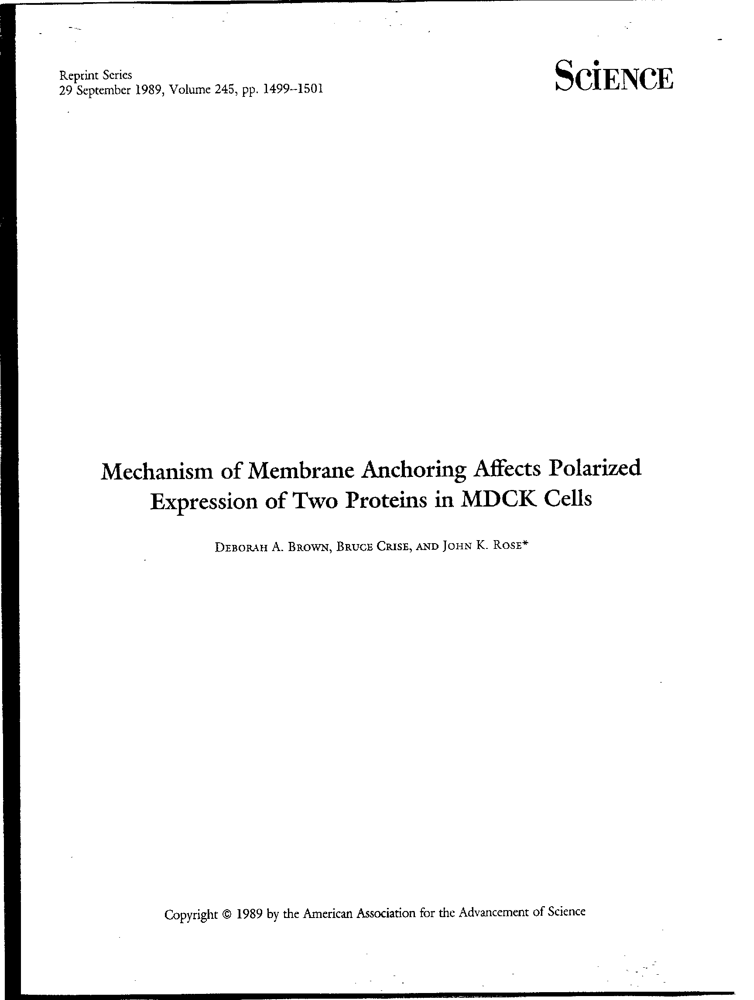 Reprint Series
29 September 1989, Volume 245, pp. 1499--1501
SCiENCE
Mechanism of Membrane Anchoring Affects Polarized
Expression of Two Proteins in MDCK Cells
DEBORAH A. BROWN, BRUCE CRISE, AND JOHN K. ROSE*
Copyright © 1989 by the American Association for the Advancement of Science